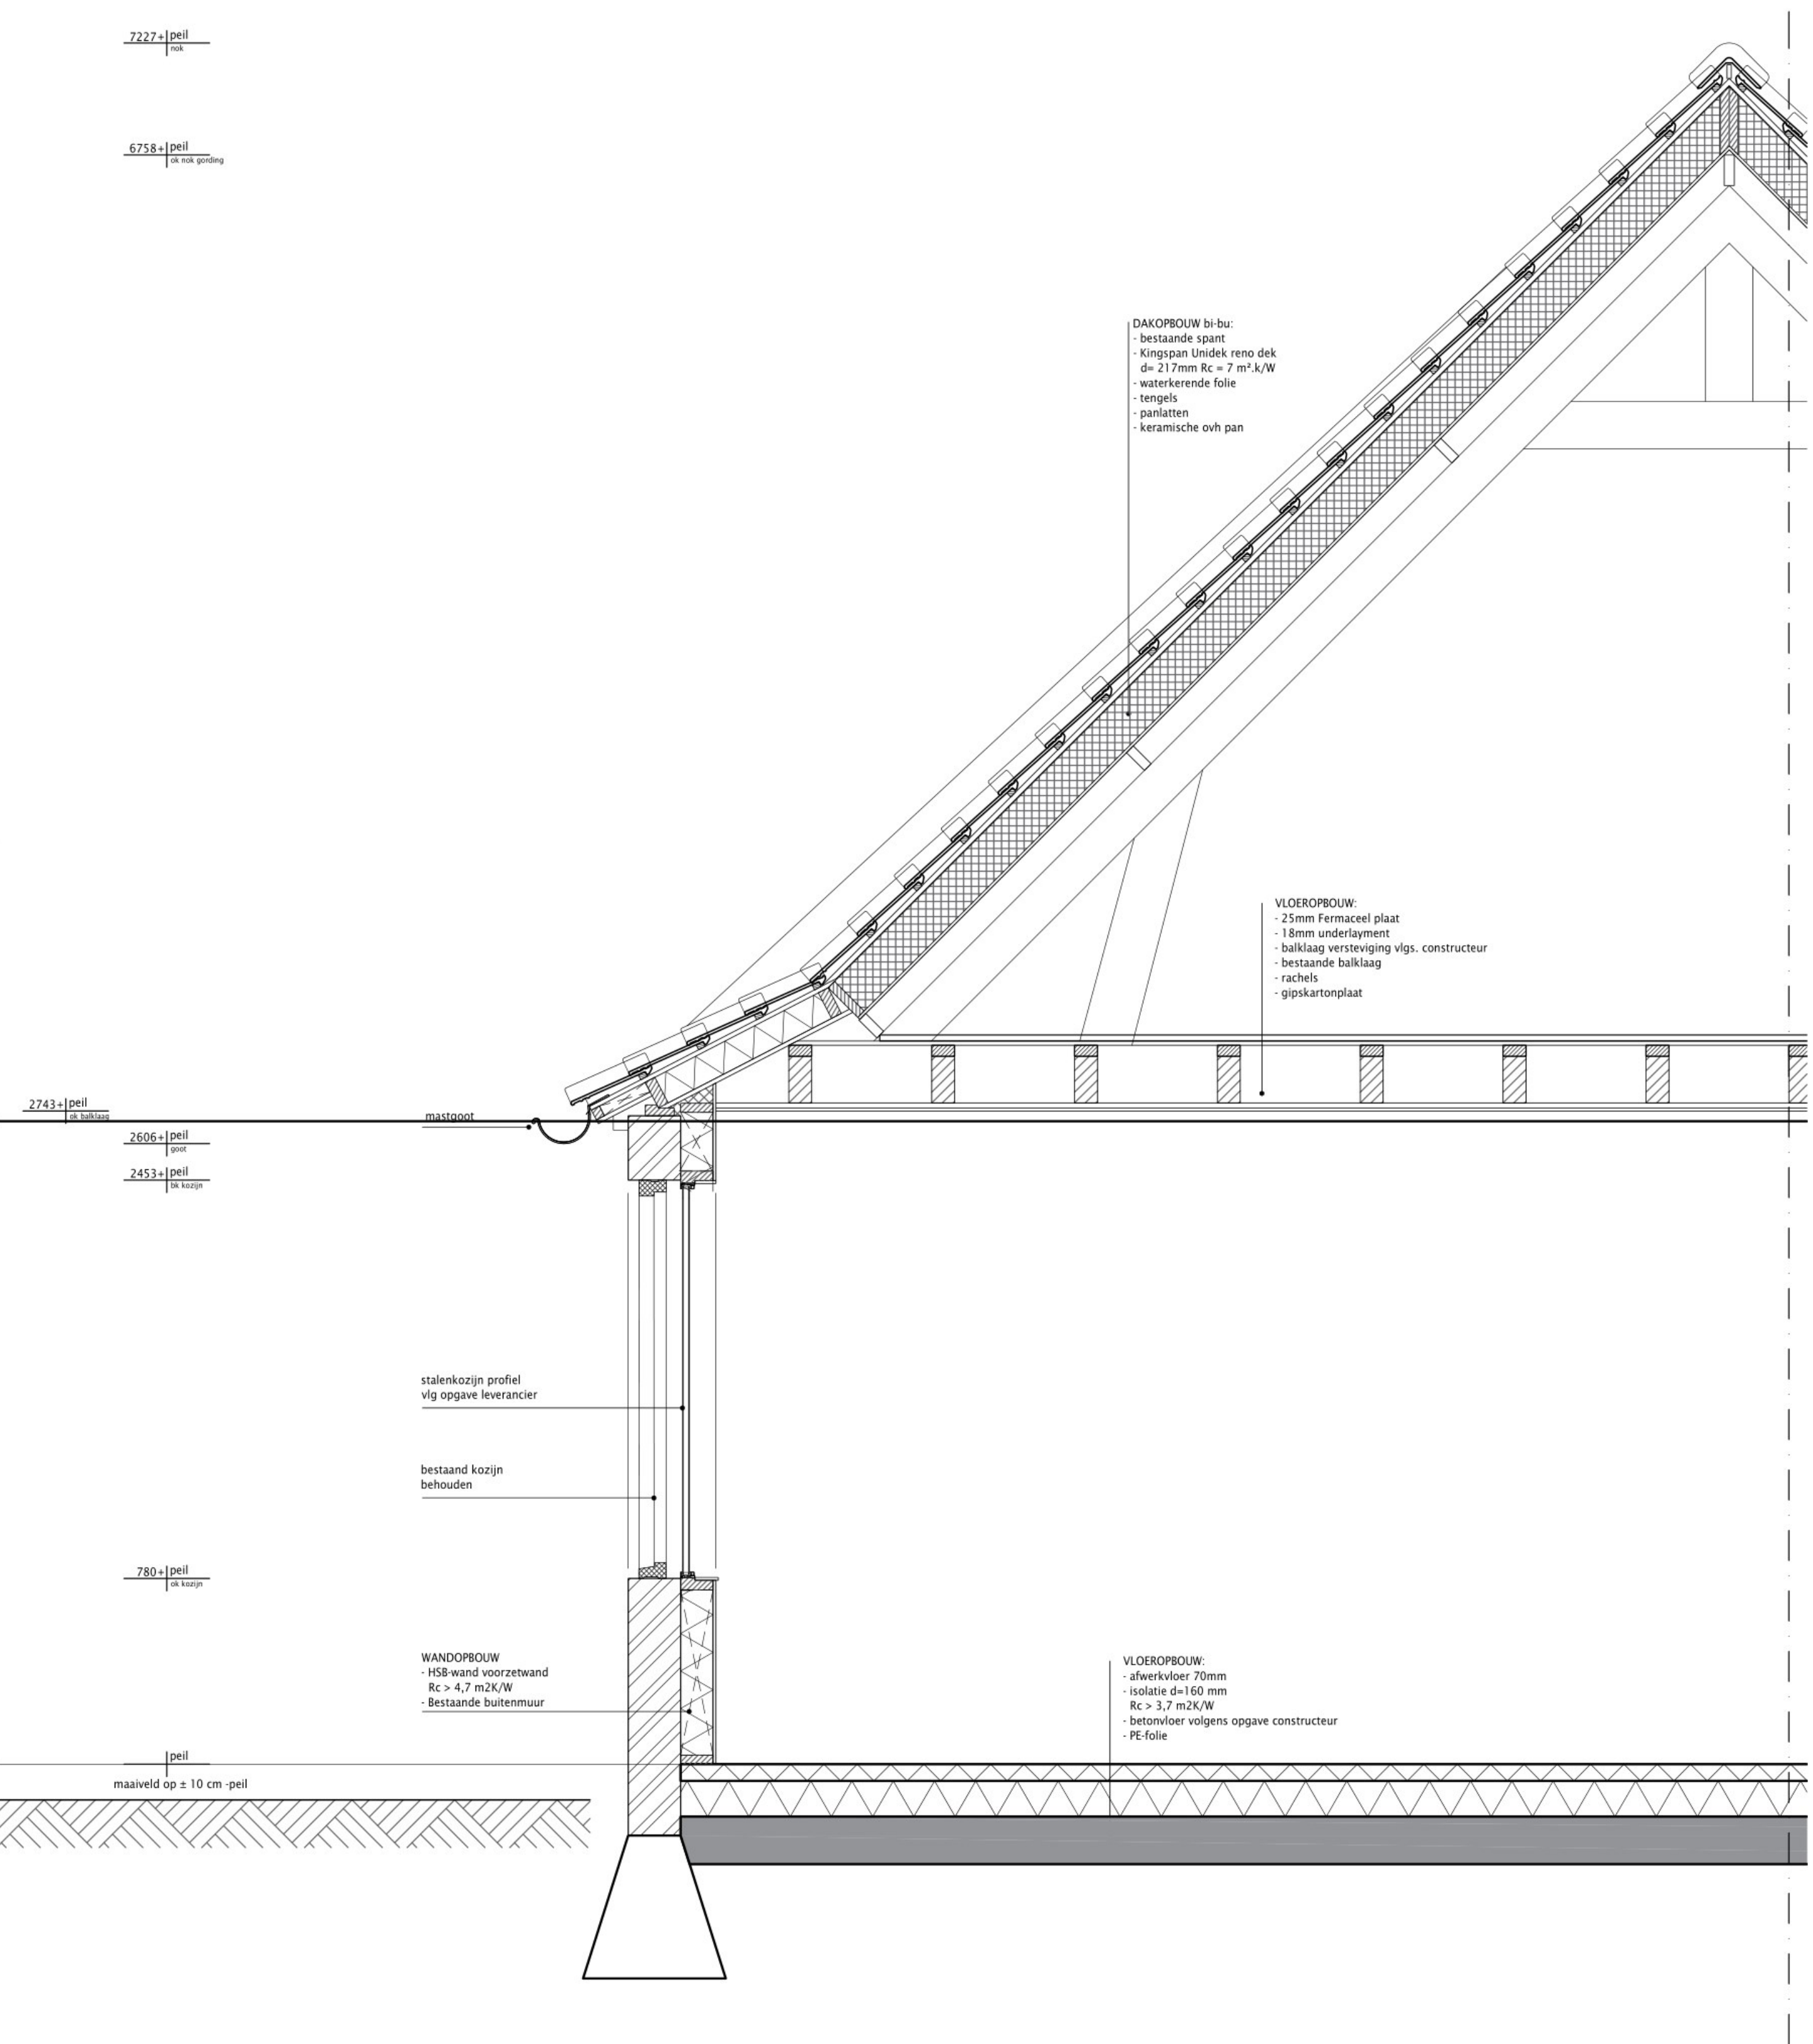 7227+ peil
nok
6758+ peil
ok nok gording
DAKOPBOUW bi-bu:
- bestaande spant
- Kingspan Unidek reno dek
d= 217mm Rc = 7 m².k/W
- waterkerende folie
- tengels
- panlatten
- keramische ovh pan
VLOEROPBOUW:
- 25mm Fermaceel plaat
- 18mm underlayment
- balklaag versteviging vlgs. constructeur
- bestaande balklaag
- rachels
- gipskartonplaat
2743+ peil
ok balklaag
mastgoot
2606+ peil
goot
2453+ peil
bk kozijn
stalenkozijn profiel
vlg opgave leverancier
bestaand kozijn
behouden
780+ peil
ok kozijn
WANDOPBOUW
- HSB-wand voorzetwand
Rc > 4,7 m2K/W
- Bestaande buitenmuur
VLOEROPBOUW:
- afwerkvloer 70mm
- isolatie d=160 mm
Rc > 3,7 m2K/W
- betonvloer volgens opgave constructeur
- PE-folie
peil
maaiveld op ± 10 cm -peil